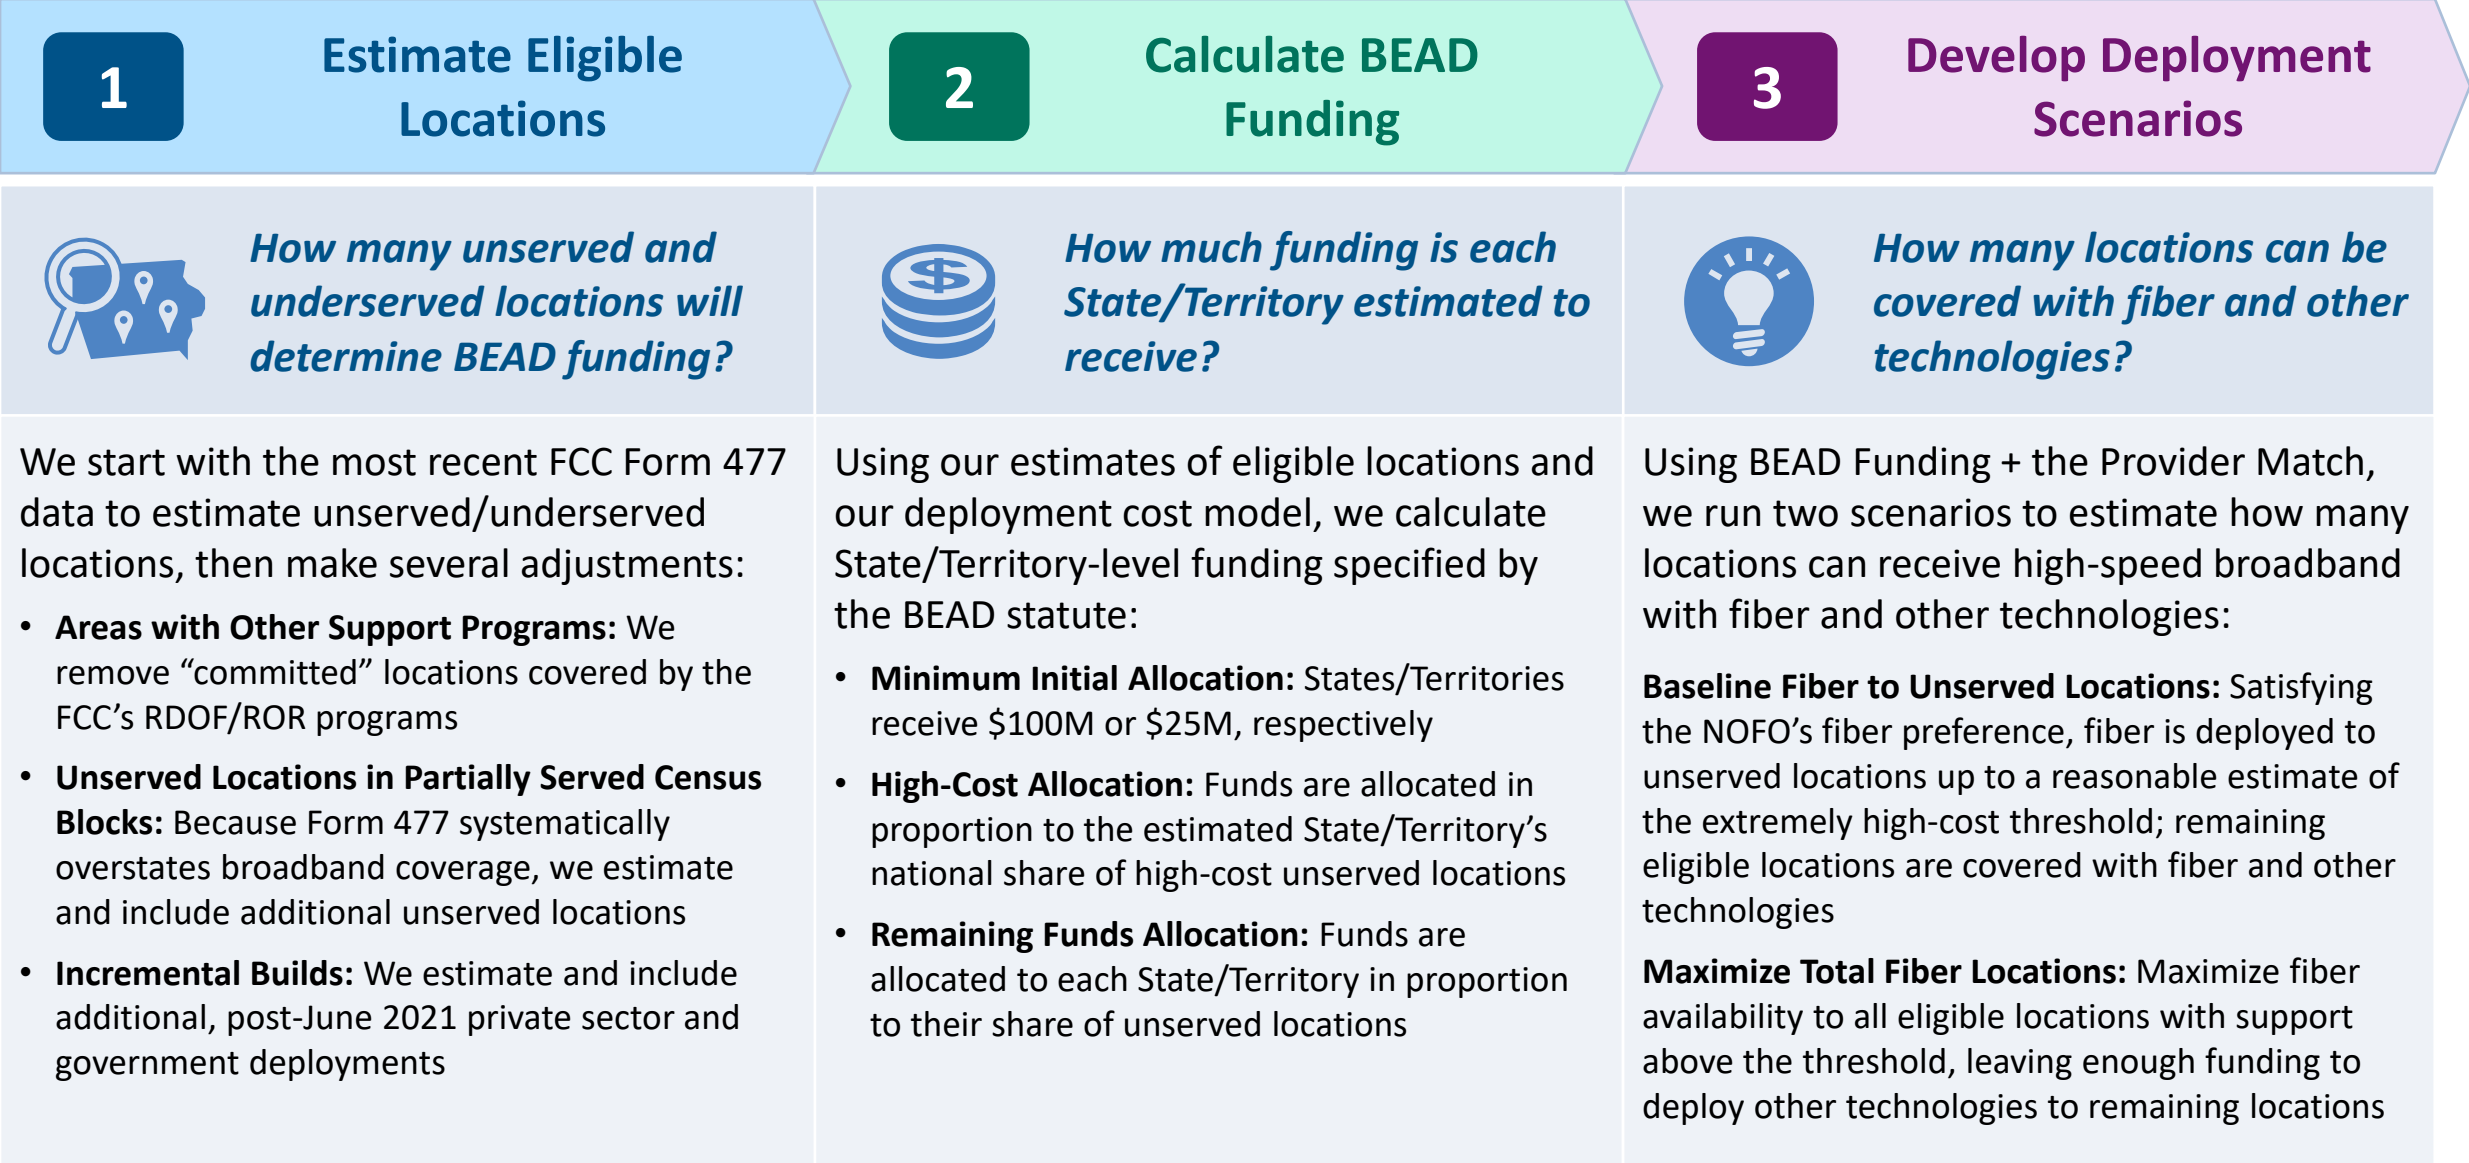 1
Estimate Eligible
Locations
2
Calculate BEAD
Funding
3
Develop Deployment
Scenarios
How many unserved and
underserved locations will
determine BEAD funding?
How much funding is each
State/Territory estimated to
receive?
How many locations can be
covered with fiber and other
technologies?
We start with the most recent FCC Form 477
data to estimate unserved/underserved
locations, then make several adjustments:
• Areas with Other Support Programs: We
remove “committed” locations covered by the
FCC’s RDOF/ROR programs
• Unserved Locations in Partially Served Census
Blocks: Because Form 477 systematically
overstates broadband coverage, we estimate
and include additional unserved locations
• Incremental Builds: We estimate and include
additional, post-June 2021 private sector and
government deployments
Using our estimates of eligible locations and
our deployment cost model, we calculate
State/Territory-level funding specified by
the BEAD statute:
• Minimum Initial Allocation: States/Territories
receive $100M or $25M, respectively
• High-Cost Allocation: Funds are allocated in
proportion to the estimated State/Territory’s
national share of high-cost unserved locations
• Remaining Funds Allocation: Funds are
allocated to each State/Territory in proportion
to their share of unserved locations
Using BEAD Funding + the Provider Match,
we run two scenarios to estimate how many
locations can receive high-speed broadband
with fiber and other technologies:
Baseline Fiber to Unserved Locations: Satisfying
the NOFO’s fiber preference, fiber is deployed to
unserved locations up to a reasonable estimate of
the extremely high-cost threshold; remaining
eligible locations are covered with fiber and other
technologies
Maximize Total Fiber Locations: Maximize fiber
availability to all eligible locations with support
above the threshold, leaving enough funding to
deploy other technologies to remaining locations